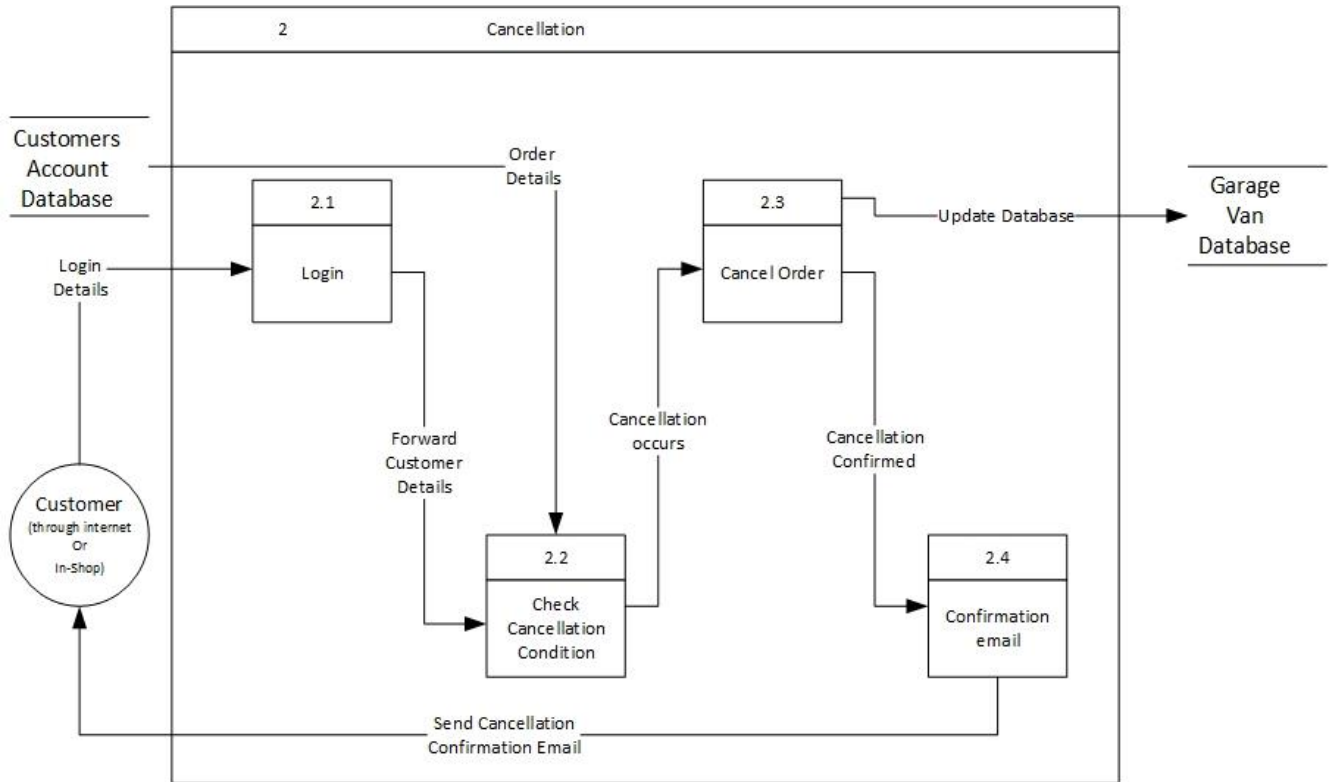 2 Cancellation
Customers
Account
Database
Order
Details
2.1
Login
2.3
Cancel Order
Update Database
Garage
Van
Database
Login
Details
Forward
Customer
Details
Cancellation
occurs
Cancellation
Confirmed
Customer
(through internet
Or
In-Shop)
2.2
Check
Cancellation
Condition
2.4
Confirmation
email
Send Cancellation
Confirmation Email